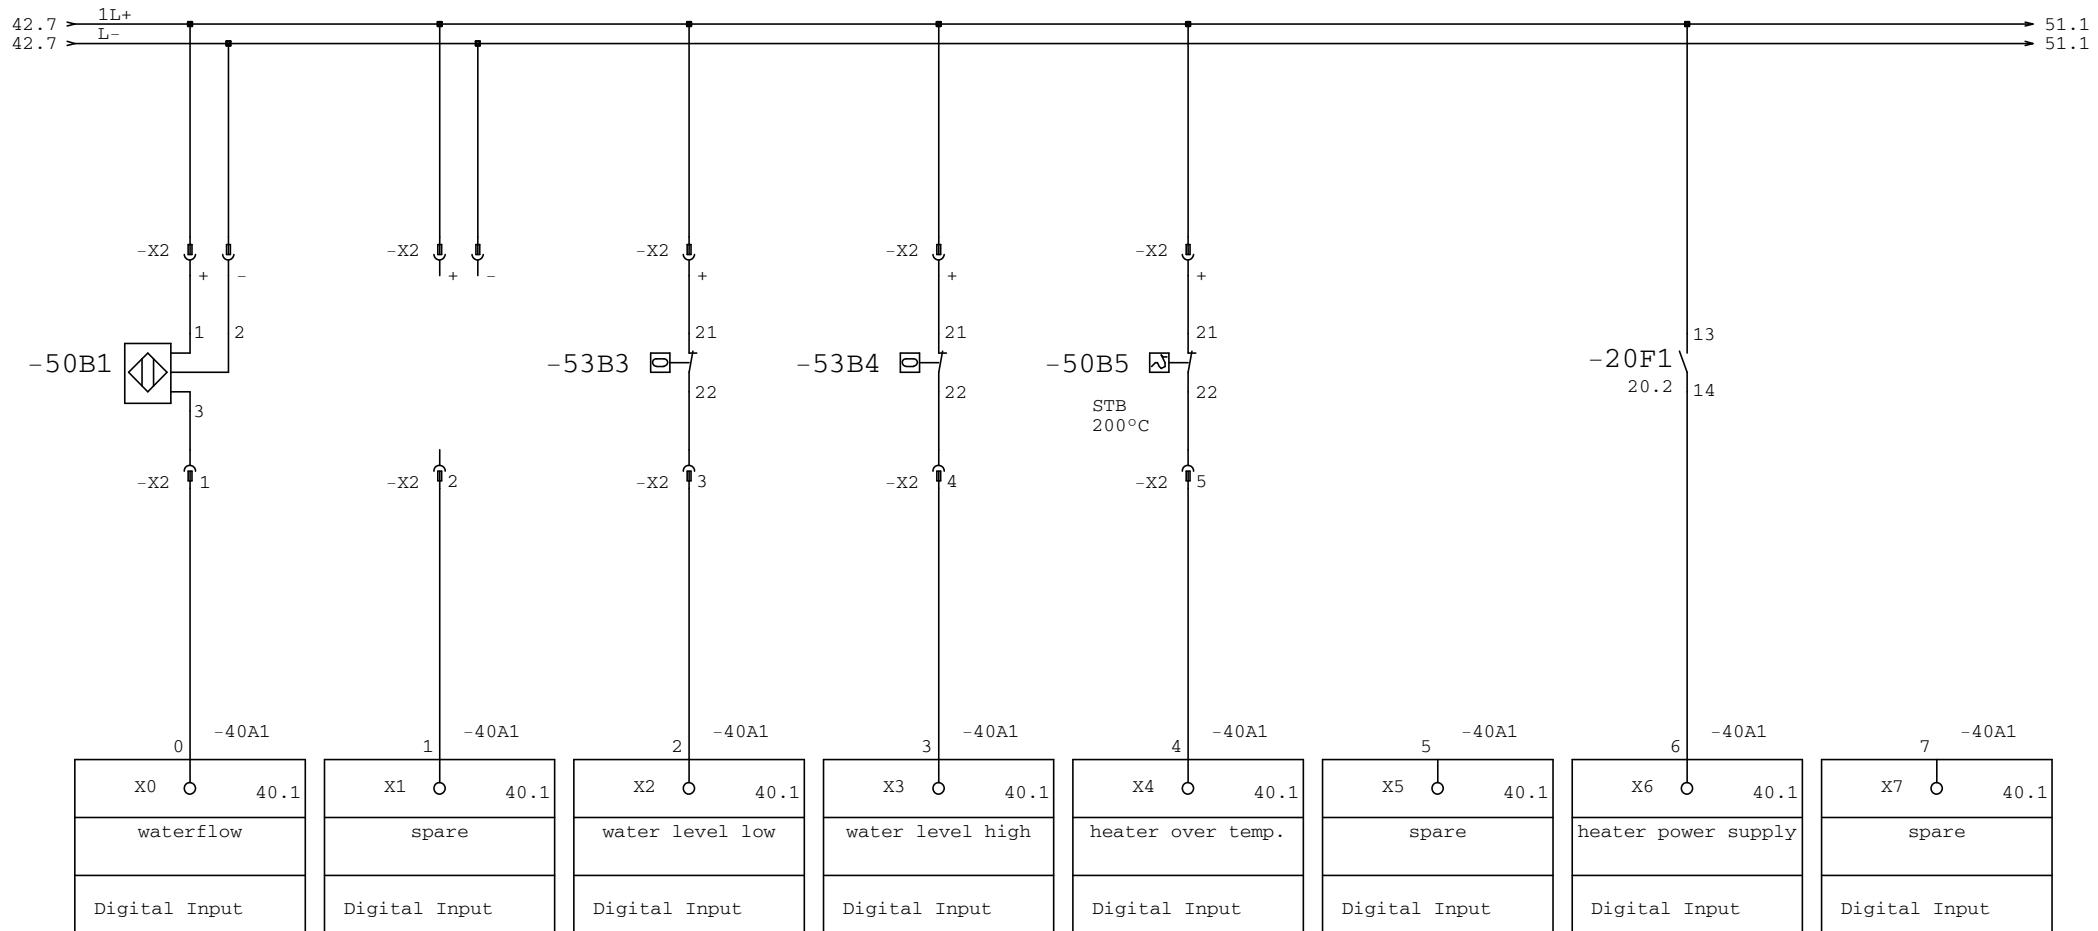 42.7 1L+ 51.1
42.7 L- 51.1
-X2 -X2 -X2 -X2 -X2
+ - + - + + +
1 2 21 21 21 13
-50B1 -53B3 -53B4 -50B5 -20F1
20.2
3 22 22 22 14
STB
200°C
-X2 1 -X2 2 -X2 3 -X2 4 -X2 5
-40A1 -40A1 -40A1 -40A1 -40A1 -40A1 -40A1 -40A1
0 1 2 3 4 5 6 7
X0 40.1 X1 40.1 X2 40.1 X3 40.1 X4 40.1 X5 40.1 X6 40.1 X7 40.1
waterflow spare water level low water level high heater over temp. spare heater power supply spare
Digital Input Digital Input Digital Input Digital Input Digital Input Digital Input Digital Input Digital Input